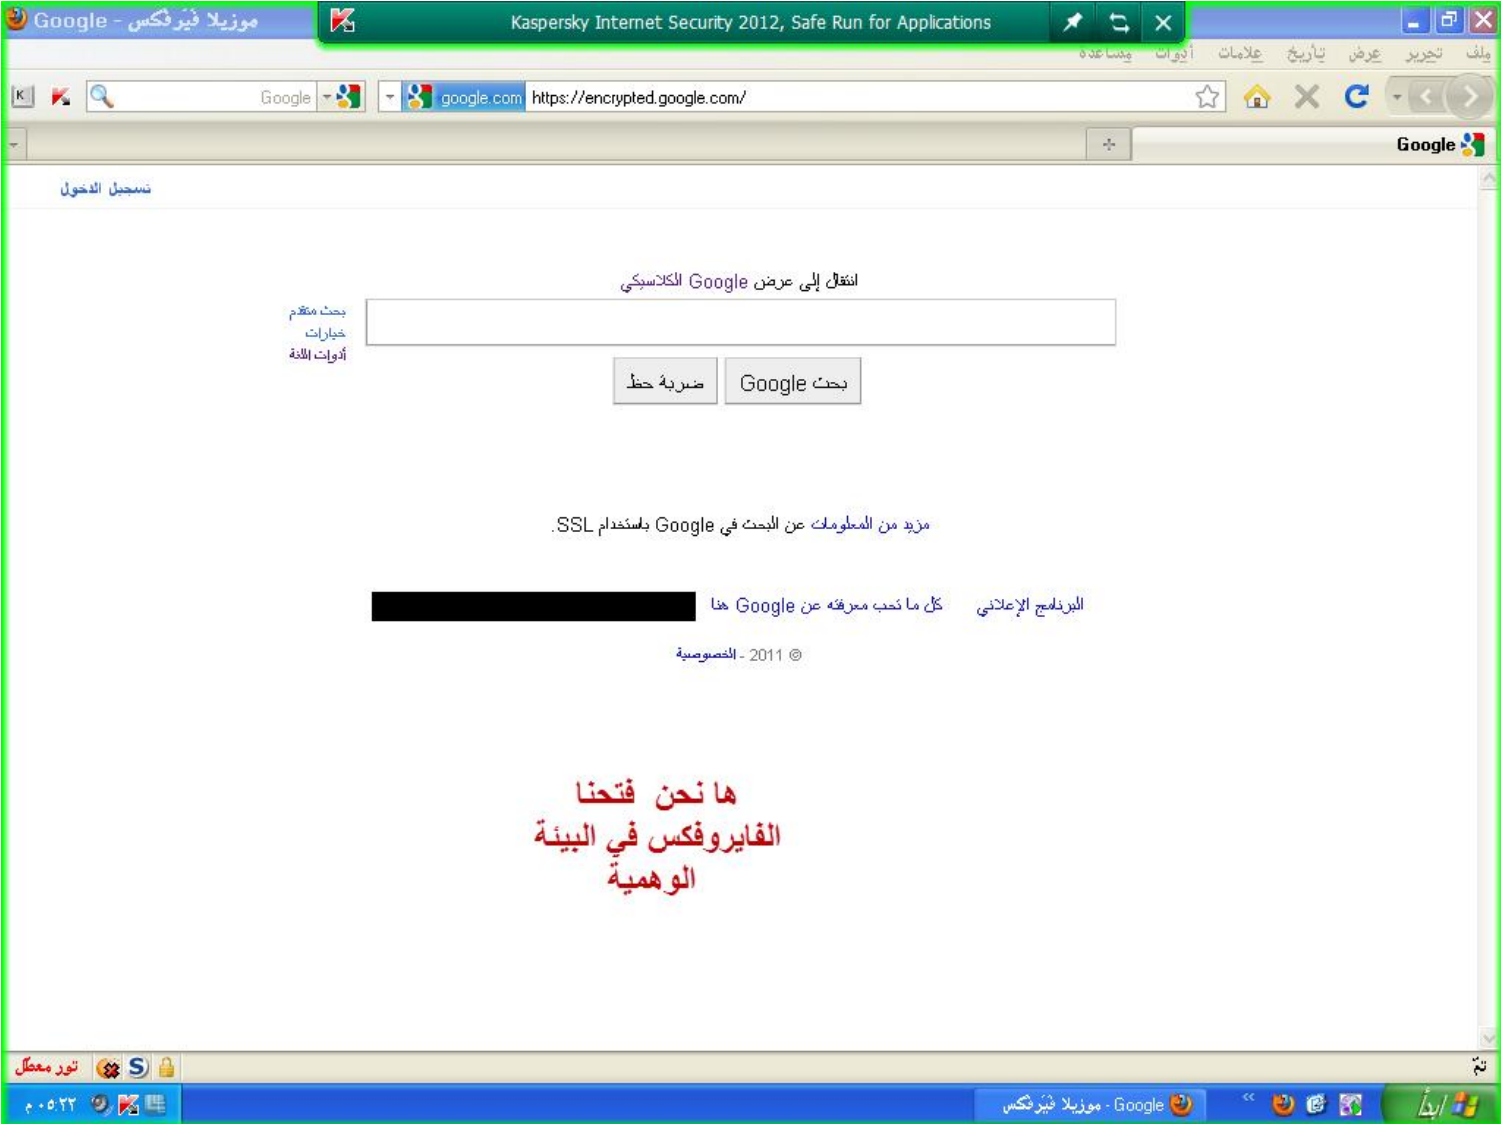 موزيلا فَيَرفُكس - Google
Kaspersky Internet Security 2012, Safe Run for Applications
ملف تحرير عرض تأريخ علامات أدوات مساعدة
google.com https://encrypted.google.com/ Google
Google
تسجيل الدخول
انتقال إلى عرض Google الكلاسيكي
بحث متقدم
خيارات
أدوات اللغة
بحث Google ضربة حظ
مزيد من المعلومات عن البحث في Google باستخدام SSL.
البرنامج الإعلاني كل ما تحب معرفته عن Google هنا
© 2011 - الخصوصية
ها نحن فتحنا
الفايروفكس في البيئة
الوهمية
تمّ تور معطّل
ابدأ Google - موزيلا فَيَرفُكس ٠٥:٢٢ م